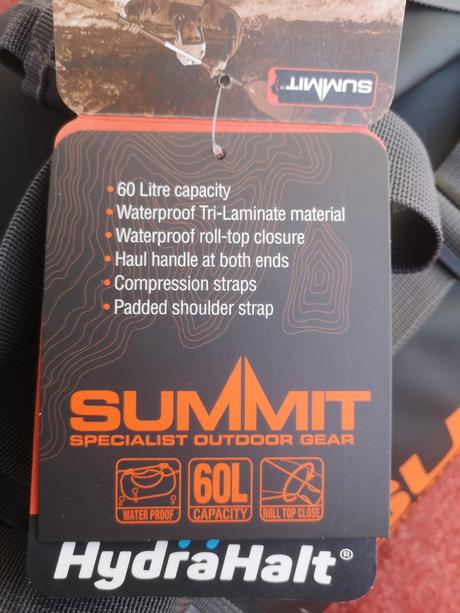 SUMMIT
• 60 Litre capacity
• Waterproof Tri-Laminate material
• Waterproof roll-top closure
• Haul handle at both ends
• Compression straps
• Padded shoulder strap
SUMMIT
SPECIALIST OUTDOOR GEAR
WATER PROOF
60L
CAPACITY
ROLL TOP CLOSE
HydraHalt®
SU